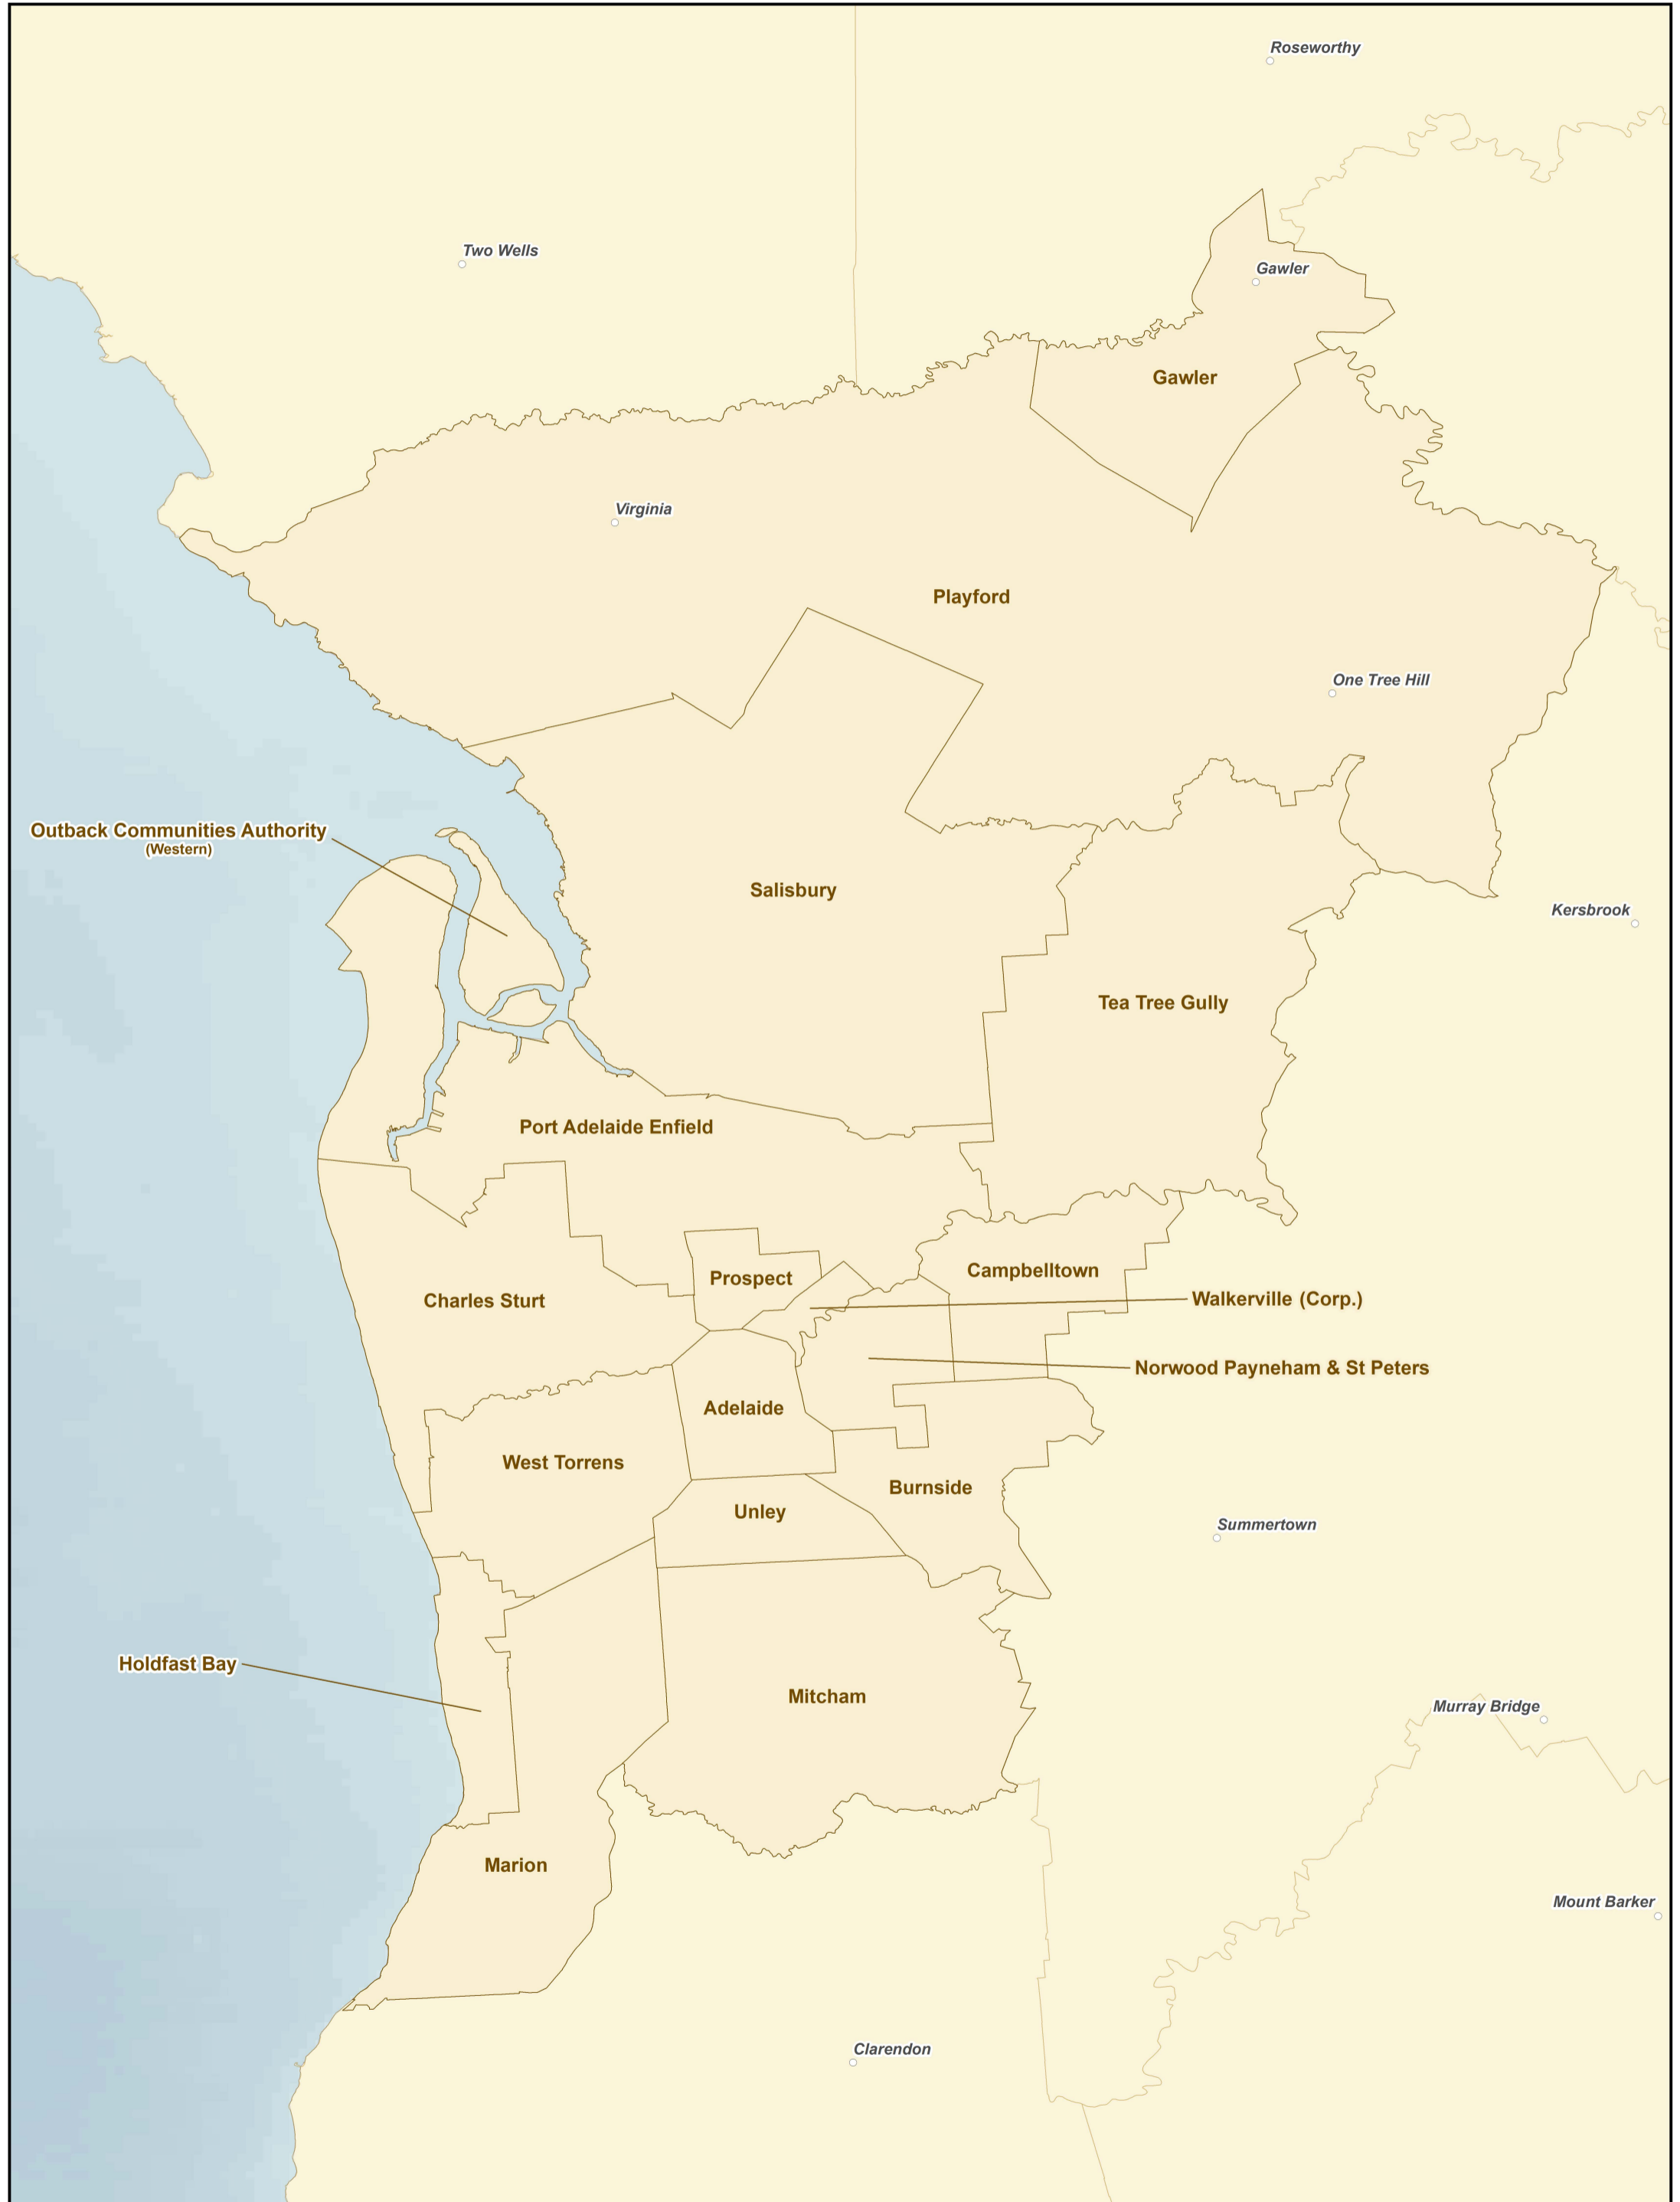 Roseworthy
Two Wells
Gawler
Gawler
Virginia
Playford
One Tree Hill
Outback Communities Authority
(Western)
Salisbury
Kersbrook
Tea Tree Gully
Port Adelaide Enfield
Campbelltown
Prospect
Charles Sturt
Walkerville (Corp.)
Norwood Payneham & St Peters
Adelaide
West Torrens
Burnside
Unley
Summertown
Holdfast Bay
Mitcham
Murray Bridge
Marion
Mount Barker
Clarendon